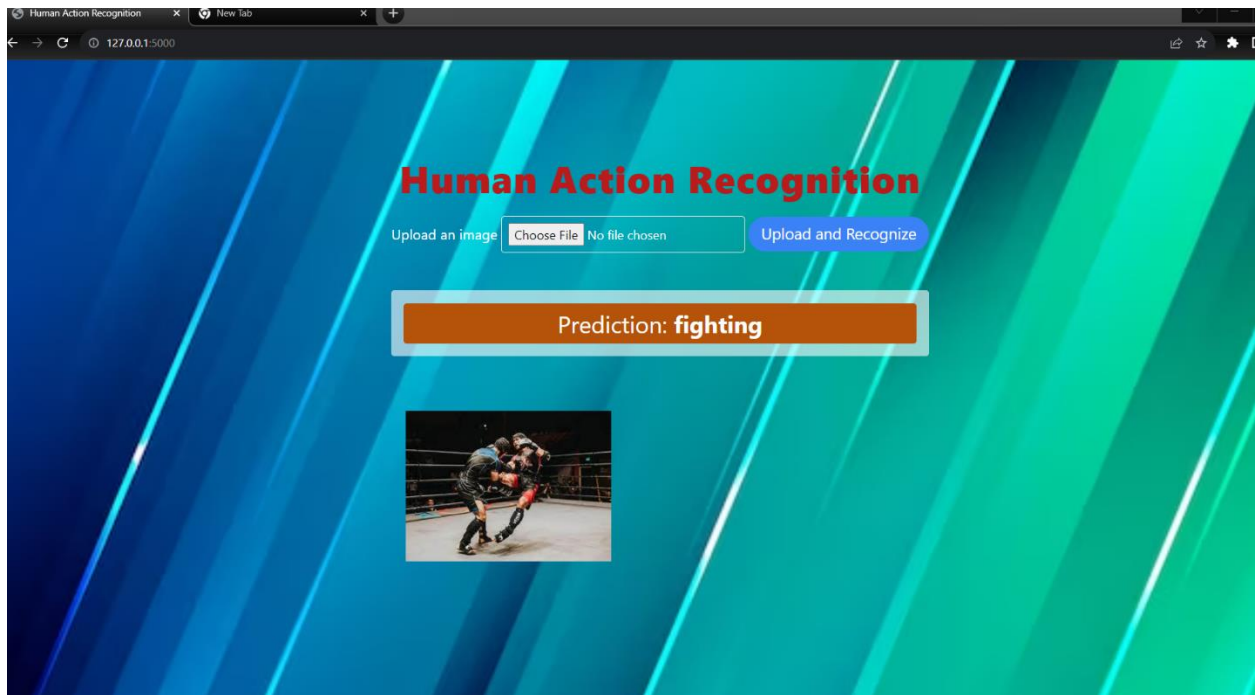 Human Action Recognition
New Tab
127.0.0.1:5000
Human Action Recognition
Upload an image Choose File No file chosen Upload and Recognize
Prediction: fighting